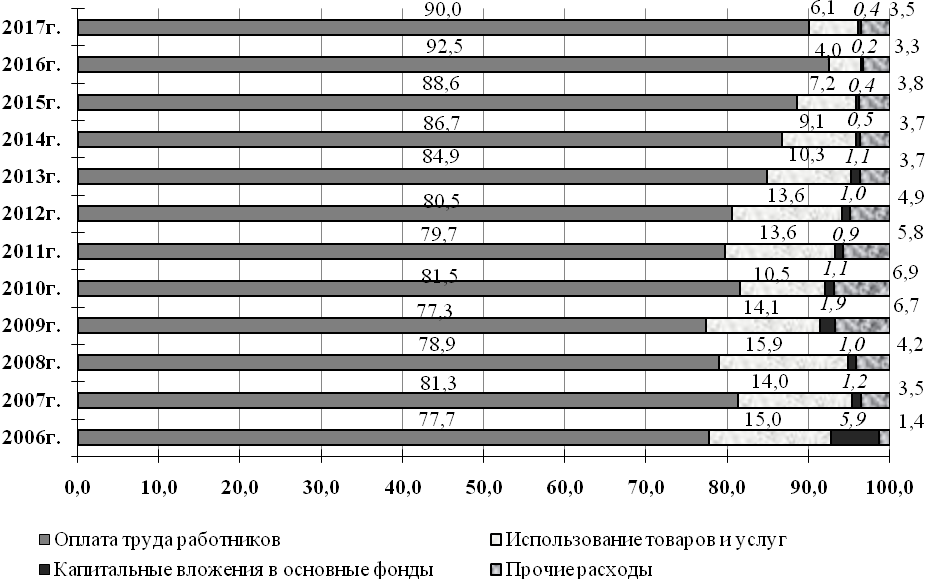 90,0 6,1 0,4 3,5
2017г.
92,5 4,0 0,2 3,3
2016г.
88,6 7,2 0,4 3,8
2015г.
86,7 9,1 0,5 3,7
2014г.
84,9 10,3 1,1 3,7
2013г.
80,5 13,6 1,0 4,9
2012г.
79,7 13,6 0,9 5,8
2011г.
81,5 10,5 1,1 6,9
2010г.
77,3 14,1 1,9 6,7
2009г.
78,9 15,9 1,0 4,2
2008г.
81,3 14,0 1,2 3,5
2007г.
77,7 15,0 5,9 1,4
2006г.
0,0 10,0 20,0 30,0 40,0 50,0 60,0 70,0 80,0 90,0 100,0
Оплата труда работников Использование товаров и услуг
Капитальные вложения в основные фонды Прочие расходы